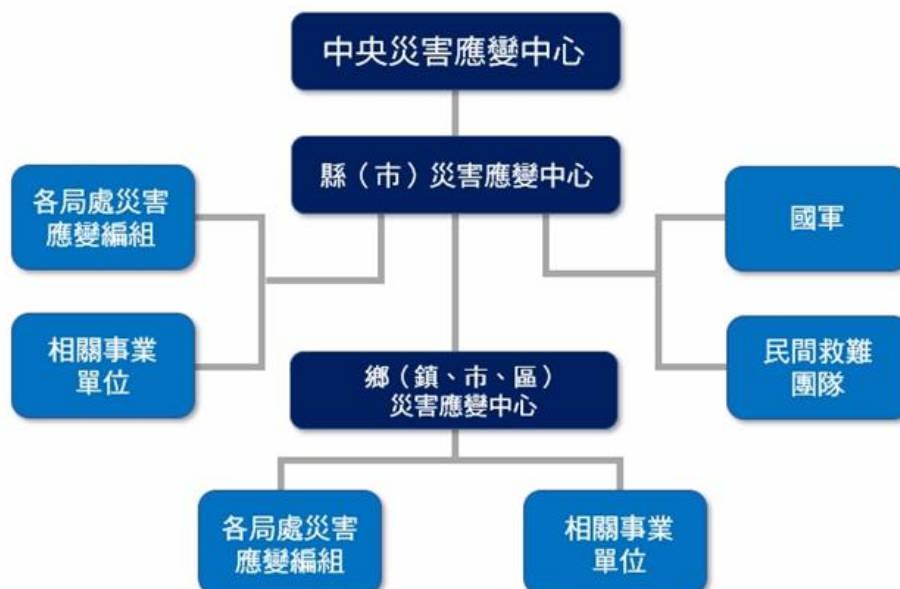 中央災害應變中心
縣（市）災害應變中心
各局處災害
應變編組
國軍
相關事業
單位
民間救難
團隊
鄉（鎮、市、區）
災害應變中心
各局處災害
應變編組
相關事業
單位